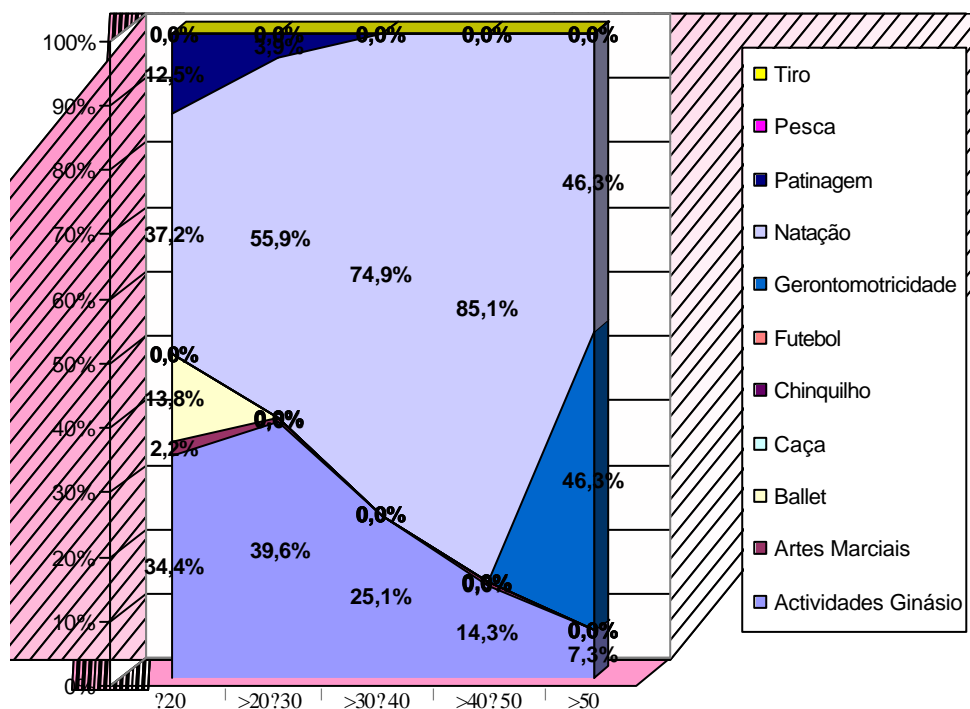 0,0% 0,0% 0,0% 0,0% 0,0%
100%
3,9%
12,5%
90%
Tiro
Pesca
80%
Patinagem
46,3%
70%
37,2% 55,9%
Natação
74,9%
60%
85,1%
Gerontomotricidade
50%
0,0%
Futebol
13,8%
Chinquilho
40%
0,0%
2,2%
Caça
30%
46,3%
Ballet
0,0%
20%
34,4% 39,6%
Artes Marciais
25,1%
0,0%
Actividades Ginásio
10%
14,3%
0,0%
7,3%
0%
?20 >20?30 >30?40 >40?50 >50